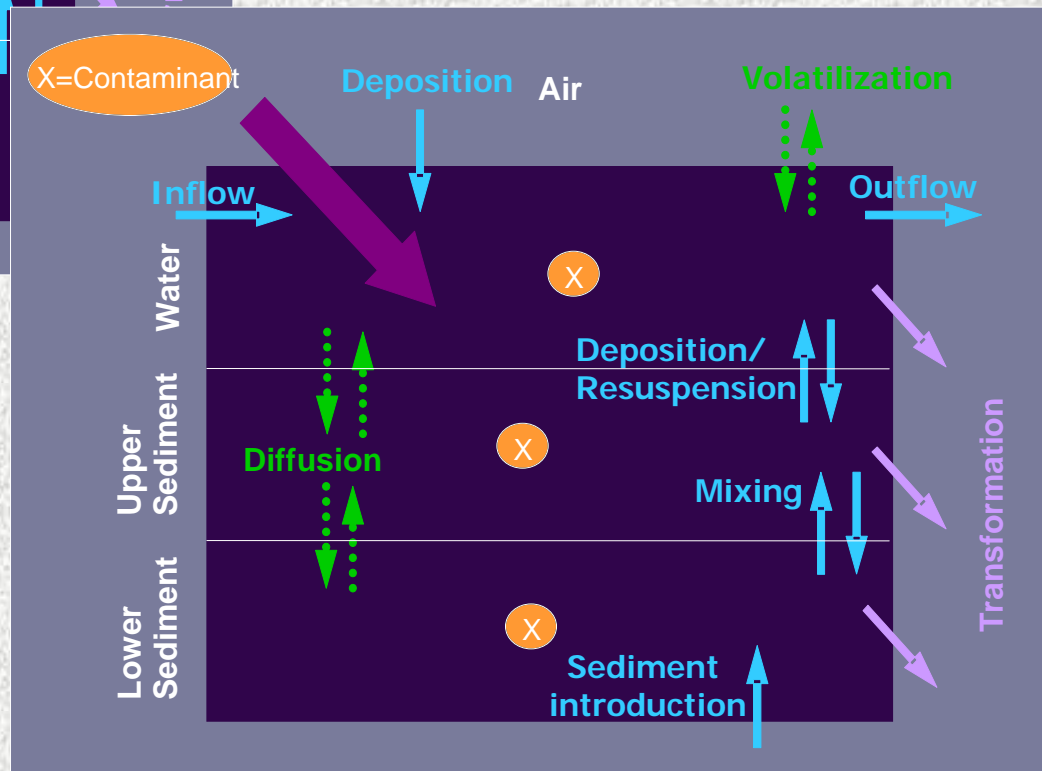 X=Contaminant
Deposition
Air
Volatilization
Inflow
Outflow
Water
X
Deposition/
Resuspension
Upper
Sediment
X
Diffusion
Mixing
Transformation
Lower
Sediment
X
Sediment
introduction